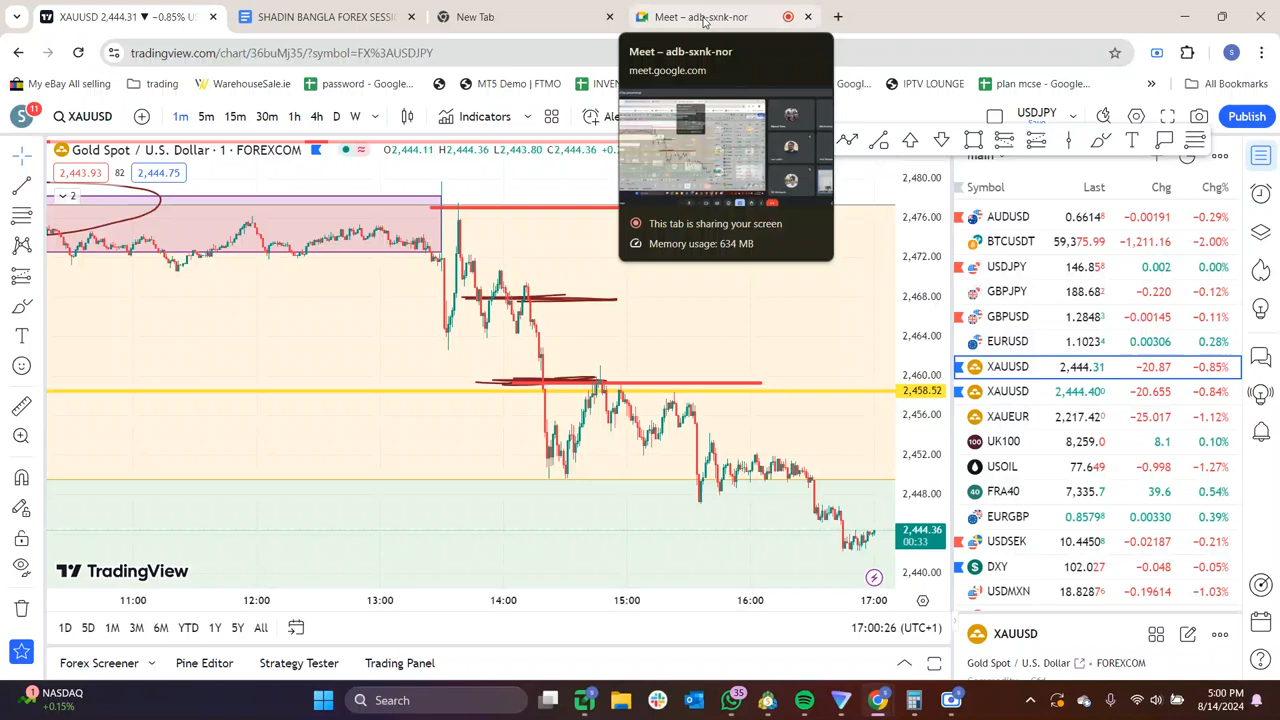 XAUUSD 2,444.31 ▼ −0.85% US
SHADIN BANGLA FOREX SESSI
New Tab
Meet – adb-sxnk-nor
tradingview.com/chart/36buMj35/?symbol=FX%3AUSDJPY
My eBay All selling
trading
WarehouseSale.ie
MT5 Demo | FTMO
IPTV LOUNGE
plan mcse - Google...
All Bookmarks
Meet – adb-sxnk-nor
meet.google.com
This tab is sharing your screen
Memory usage: 634 MB
S
11
XAUUSD
1m 5m 15m 30m 4h D W
Indicators
USDJPY
Publish
Gold Spot / U.S. Dollar · 1 · FOREXCOM
O2,444.11 H2,444.36 L2,443.80 C2,444.36
2,443.93 82 2,444.75
2
2,480.00
2,476.00
2,472.00
2,468.00
2,464.00
2,460.00
2,458.52
2,456.00
2,452.00
2,448.00
2,444.36
00:33
2,440.00
TradingView
11:00 12:00 13:00 14:00 15:00 16:00 17:00
1D 5D 1M 3M 6M YTD 1Y 5Y All
17:00:26 (UTC+1)
Forex Screener
Pine Editor
Strategy Tester
Trading Panel
Symbol Last Chg Chg%
AUDUSD 0.66148 −0.00191 −0.29%
BTCUSDT 59,375.99 −1,211.16 −2.00%
USDJPY 146.858 0.002 0.00%
GBPJPY 188.682 −0.220 −0.12%
GBPUSD 1.28483 −0.00145 −0.11%
EURUSD 1.10234 0.00306 0.28%
XAUUSD 2,444.31 −20.87 −0.85%
XAUUSD 2,444.400 −20.655 −0.84%
XAUEUR 2,217.420 −25.017 −1.12%
UK100 8,259.0 8.1 0.10%
USOIL 77.649 −0.998 −1.27%
FRA40 7,335.7 39.6 0.54%
EURGBP 0.85798 0.00330 0.39%
USDSEK 10.44508 −0.02187 −0.21%
DXY 102.027 −0.048 −0.05%
USDMXN 18.82876 −0.19641 −1.03%
XAUUSD
Gold Spot / U.S. Dollar FOREXCOM
NASDAQ
+0.15%
Search
35
5:00 PM
8/14/2024